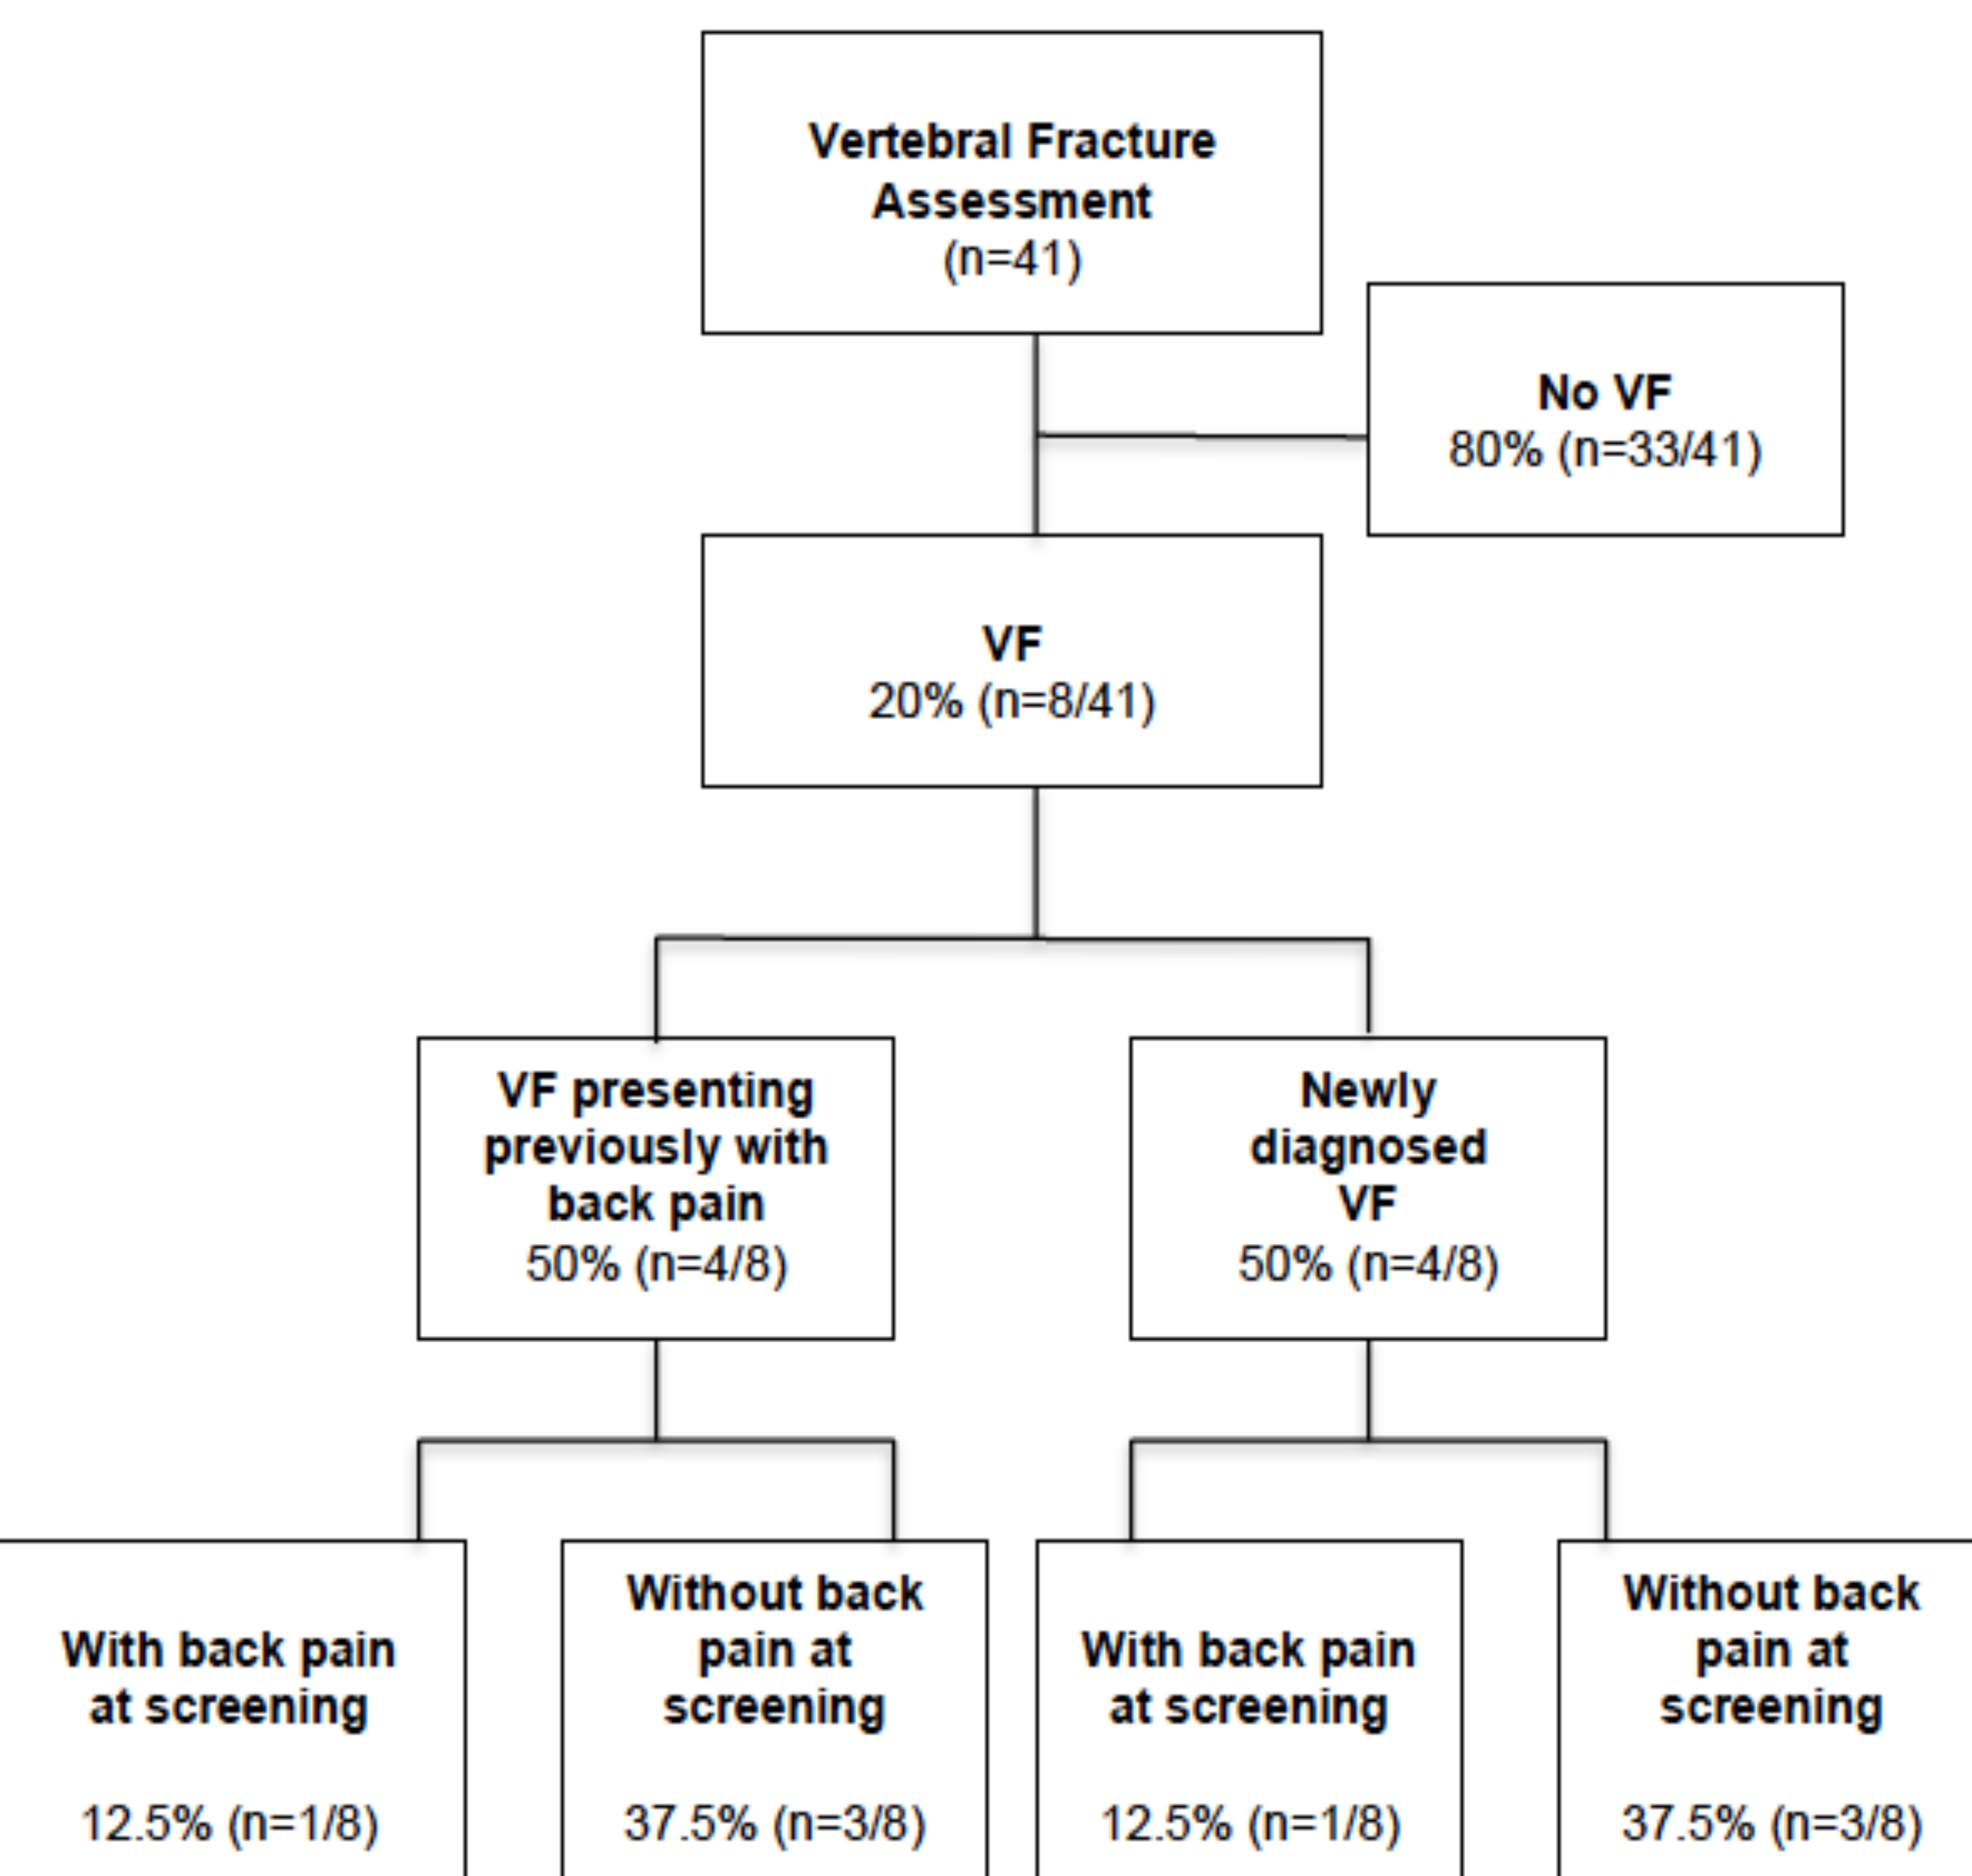 Vertebral Fracture
Assessment
(n=41)
No VF
80% (n=33/41)
VF
20% (n=8/41)
VF presenting
previously with
back pain
50% (n=4/8)
Newly
diagnosed
VF
50% (n=4/8)
With back pain
at screening
12.5% (n=1/8)
Without back
pain at
screening
37.5% (n=3/8)
With back pain
at screening
12.5% (n=1/8)
Without back
pain at
screening
37.5% (n=3/8)